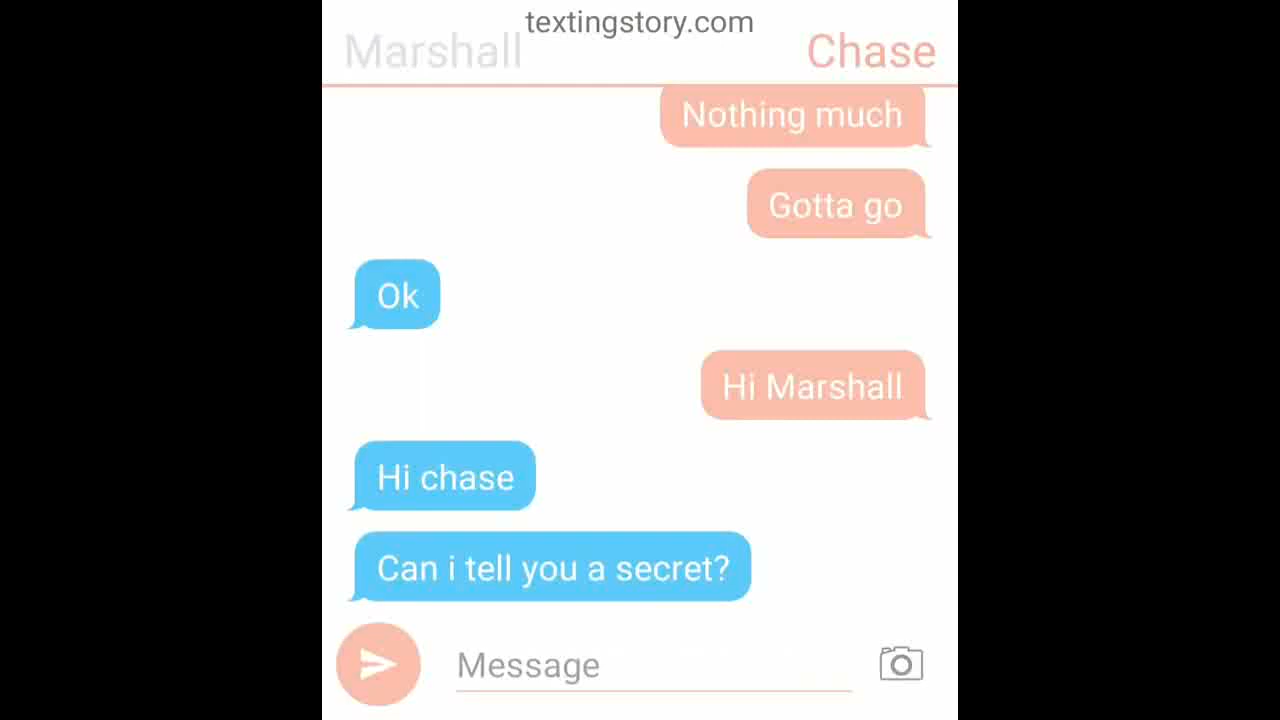 textingstory.com
Marshall Chase
Nothing much
Gotta go
Ok
Hi Marshall
Hi chase
Can i tell you a secret?
Message